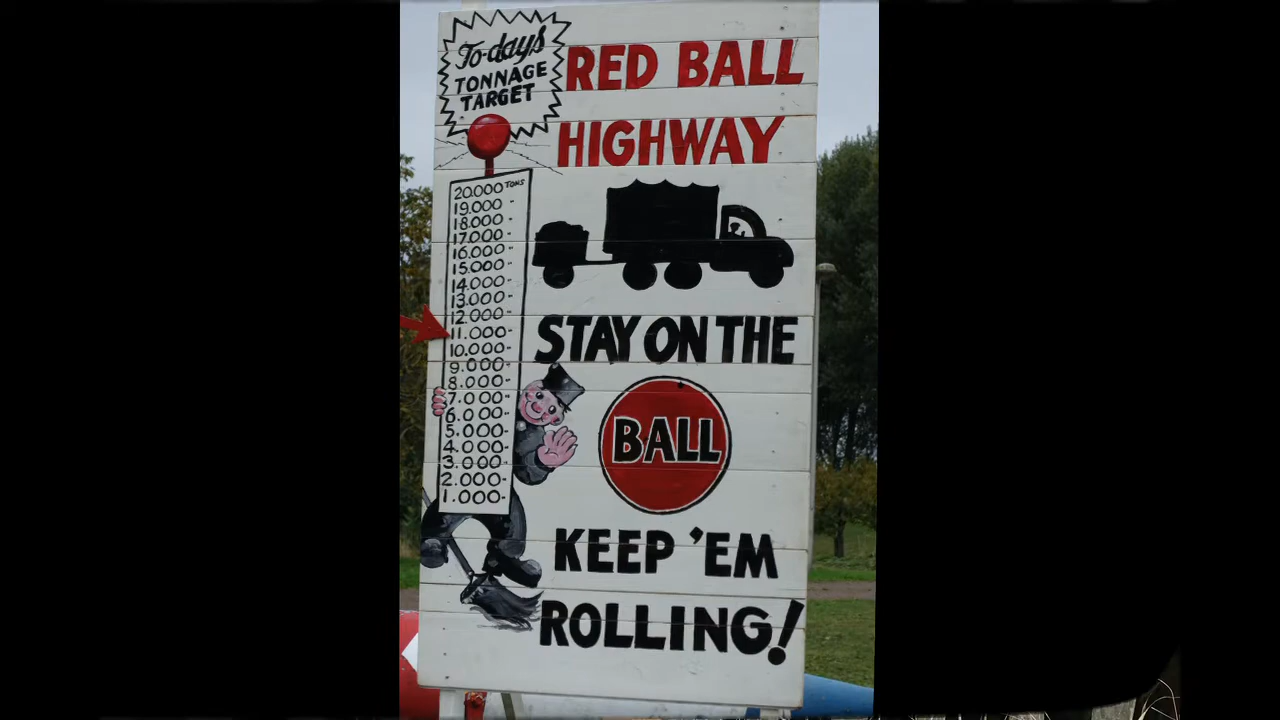 To-days
TONNAGE
TARGET
RED BALL
HIGHWAY
20.000 TONS
19.000 "
18.000 "
17.000 "
16.000 "
15.000 "
14.000 "
13.000 "
12.000 "
11.000 "
10.000 "
9.000 "
8.000 "
7.000 "
6.000 "
5.000 "
4.000 "
3.000 "
2.000 "
1.000 "
STAY ON THE
BALL
KEEP 'EM
ROLLING!